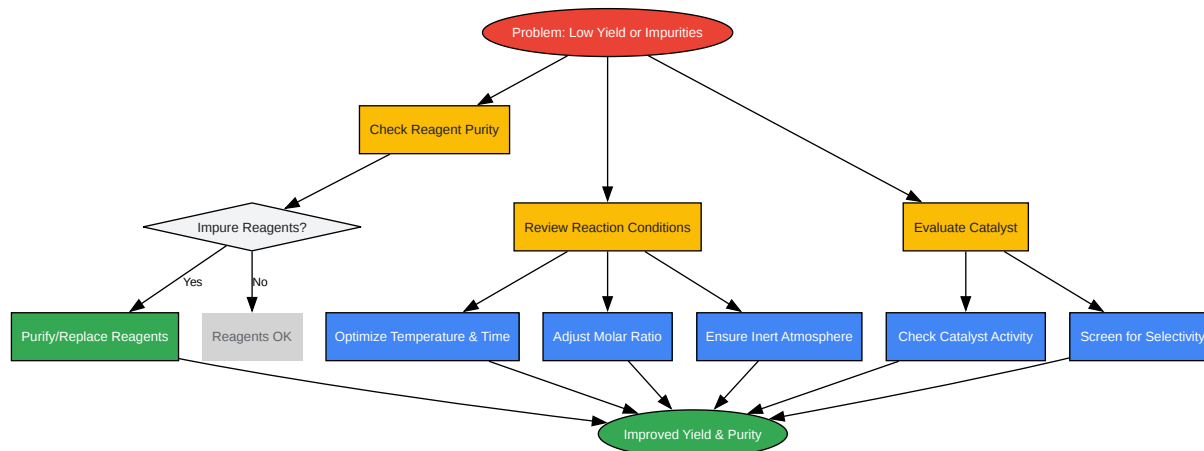 Problem: Low Yield or Impurities
Check Reagent Purity
Impure Reagents?
Review Reaction Conditions
Evaluate Catalyst
Yes
No
Purify/Replace Reagents
Reagents OK
Optimize Temperature & Time
Adjust Molar Ratio
Ensure Inert Atmosphere
Check Catalyst Activity
Screen for Selectivity
Improved Yield & Purity